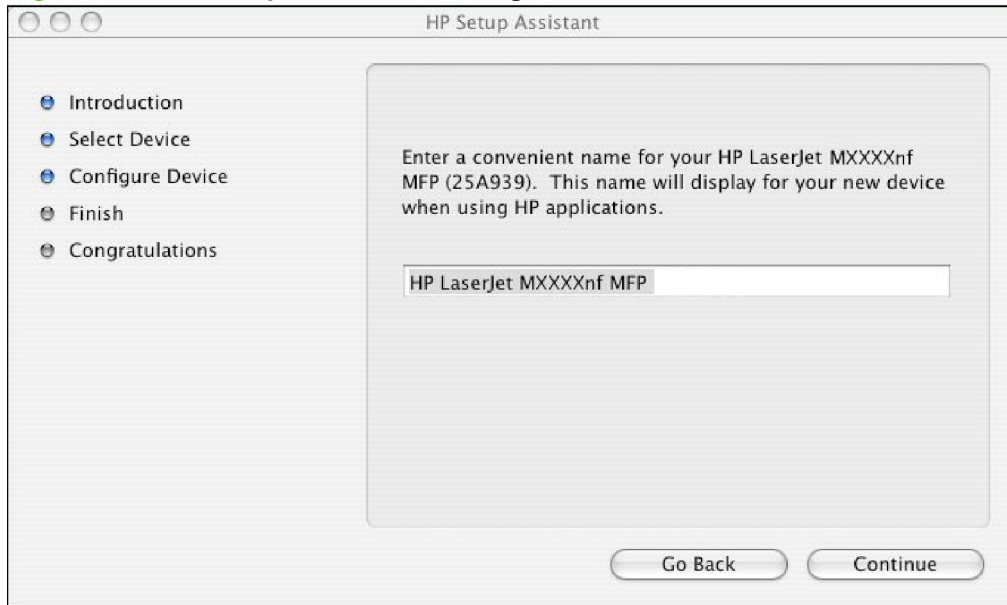 HP Setup Assistant
Introduction
Select Device
Configure Device
Finish
Congratulations
Enter a convenient name for your HP LaserJet MXXXXnf
MFP (25A939). This name will display for your new device
when using HP applications.
HP LaserJet MXXXXnf MFP
Go Back
Continue